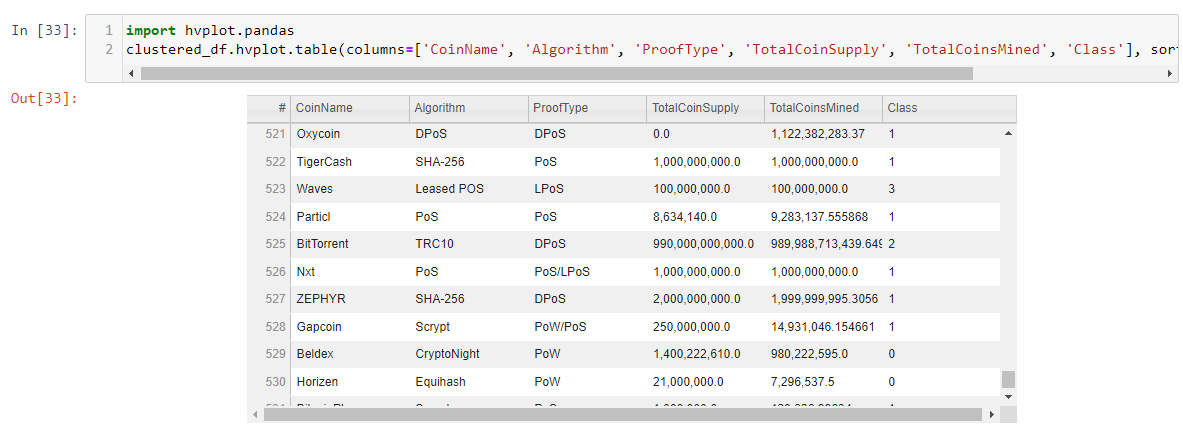 In [33]: 1 import hvplot.pandas
2 clustered_df.hvplot.table(columns=['CoinName', 'Algorithm', 'ProofType', 'TotalCoinSupply', 'TotalCoinsMined', 'Class'], sor
Out[33]:
# CoinName Algorithm ProofType TotalCoinSupply TotalCoinsMined Class
521 Oxycoin DPoS DPoS 0.0 1,122,382,283.37 1
522 TigerCash SHA-256 PoS 1,000,000,000.0 1,000,000,000.0 1
523 Waves Leased POS LPoS 100,000,000.0 100,000,000.0 3
524 Particl PoS PoS 8,634,140.0 9,283,137.555868 1
525 BitTorrent TRC10 DPoS 990,000,000,000.0 989,988,713,439.649 2
526 Nxt PoS PoS/LPoS 1,000,000,000.0 1,000,000,000.0 1
527 ZEPHYR SHA-256 DPoS 2,000,000,000.0 1,999,999,995.3056 1
528 Gapcoin Scrypt PoW/PoS 250,000,000.0 14,931,046.154661 1
529 Beldex CryptoNight PoW 1,400,222,610.0 980,222,595.0 0
530 Horizen Equihash PoW 21,000,000.0 7,296,537.5 0